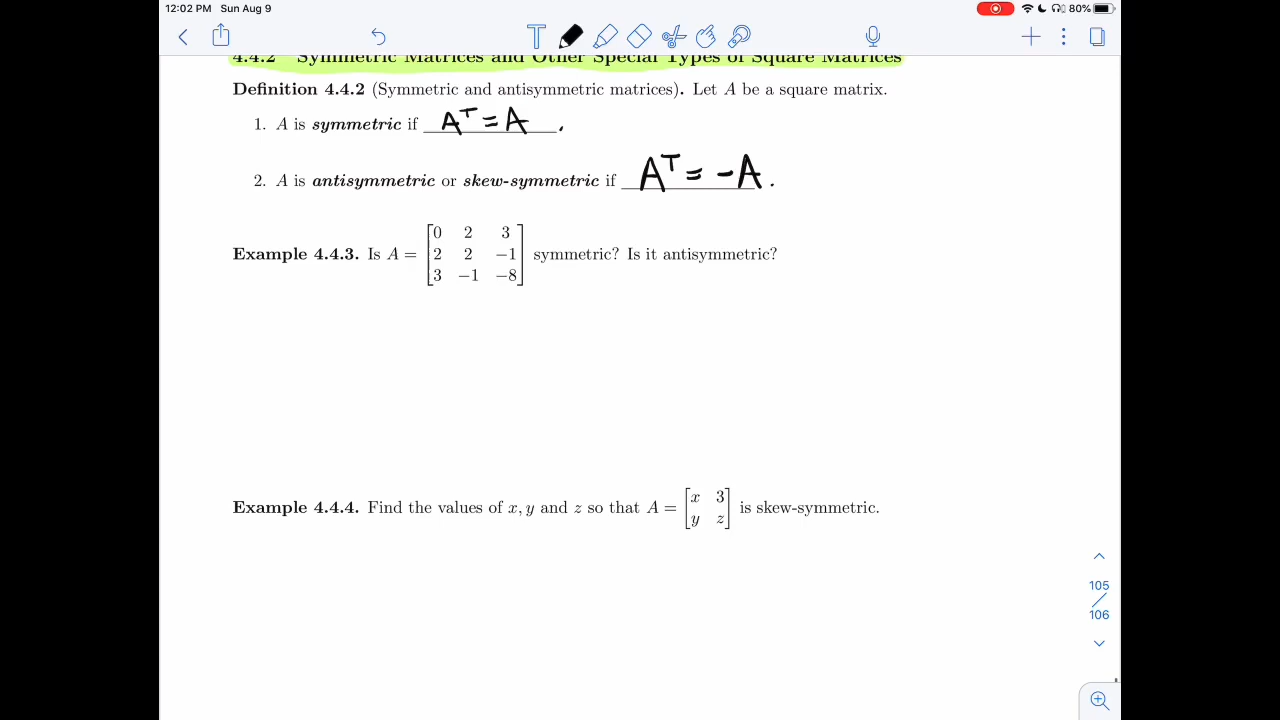 12:02 PM Sun Aug 9
80%
T
4.4.2 Symmetric Matrices and Other Special Types of Square Matrices
Definition 4.4.2 (Symmetric and antisymmetric matrices). Let A be a square matrix.
1. A is symmetric if Aᵀ = A .
2. A is antisymmetric or skew-symmetric if Aᵀ = -A .
0 2 3
Example 4.4.3. Is A = 2 2 −1 symmetric? Is it antisymmetric?
3 −1 −8
x 3
Example 4.4.4. Find the values of x, y and z so that A = is skew-symmetric.
y z
105
106